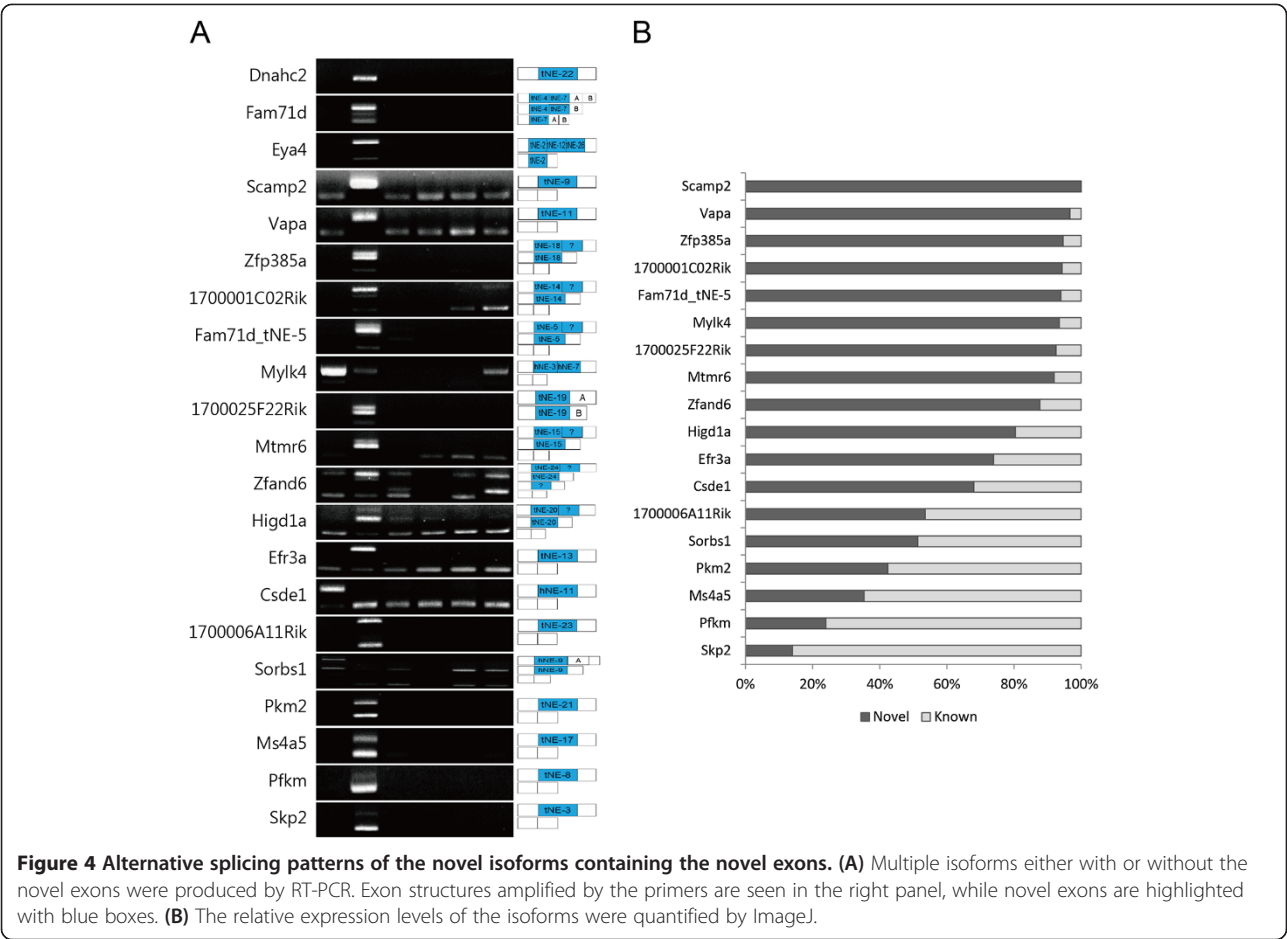 A
Dnahc2
tNE-22
Fam71d
tNE-4 tNE-7 A B
tNE-4 tNE-7 B
tNE-7 A B
Eya4
tNE-2 tNE-12 tNE-26
tNE-2
Scamp2
tNE-9
Vapa
tNE-11
Zfp385a
tNE-18 ?
tNE-18
1700001C02Rik
tNE-14 ?
tNE-14
Fam71d_tNE-5
tNE-5 ?
tNE-5
Mylk4
hNE-3 hNE-7
1700025F22Rik
tNE-19 A
tNE-19 B
Mtmr6
tNE-15 ?
tNE-15
Zfand6
tNE-24 ?
tNE-24
?
Higd1a
tNE-20 ?
tNE-20
Efr3a
tNE-13
Csde1
hNE-11
1700006A11Rik
tNE-23
Sorbs1
hNE-9 A
hNE-9
Pkm2
tNE-21
Ms4a5
tNE-17
Pfkm
tNE-8
Skp2
tNE-3
B
Scamp2
Vapa
Zfp385a
1700001C02Rik
Fam71d_tNE-5
Mylk4
1700025F22Rik
Mtmr6
Zfand6
Higd1a
Efr3a
Csde1
1700006A11Rik
Sorbs1
Pkm2
Ms4a5
Pfkm
Skp2
0% 20% 40% 60% 80% 100%
Novel Known
Figure 4 Alternative splicing patterns of the novel isoforms containing the novel exons. (A) Multiple isoforms either with or without the
novel exons were produced by RT-PCR. Exon structures amplified by the primers are seen in the right panel, while novel exons are highlighted
with blue boxes. (B) The relative expression levels of the isoforms were quantified by ImageJ.